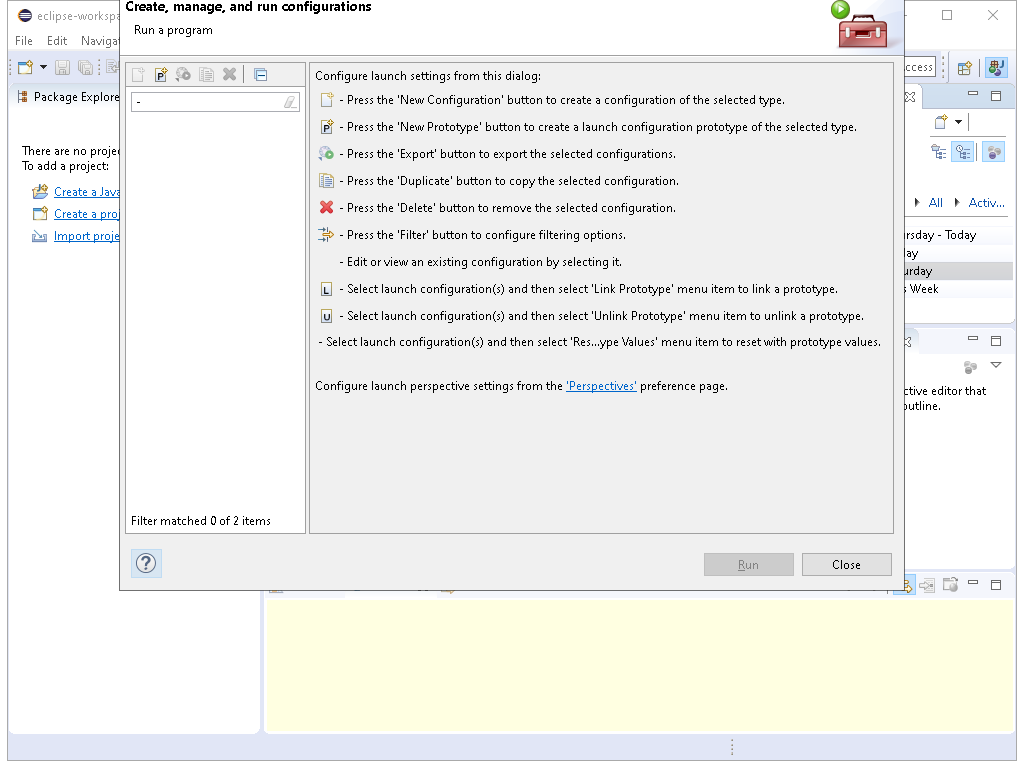 eclipse-workspa
File Edit Naviga
Create, manage, and run configurations
Run a program
ccess
Package Explore
There are no projec
To add a project:
Create a Java
Create a proj
Import proje
-
Filter matched 0 of 2 items
Configure launch settings from this dialog:
- Press the 'New Configuration' button to create a configuration of the selected type.
P - Press the 'New Prototype' button to create a launch configuration prototype of the selected type.
- Press the 'Export' button to export the selected configurations.
- Press the 'Duplicate' button to copy the selected configuration.
- Press the 'Delete' button to remove the selected configuration.
- Press the 'Filter' button to configure filtering options.
- Edit or view an existing configuration by selecting it.
L - Select launch configuration(s) and then select 'Link Prototype' menu item to link a prototype.
U - Select launch configuration(s) and then select 'Unlink Prototype' menu item to unlink a prototype.
- Select launch configuration(s) and then select 'Res...ype Values' menu item to reset with prototype values.
Configure launch perspective settings from the 'Perspectives' preference page.
All Activ...
rsday - Today
ay
urday
s Week
ctive editor that
outline.
?
Run Close